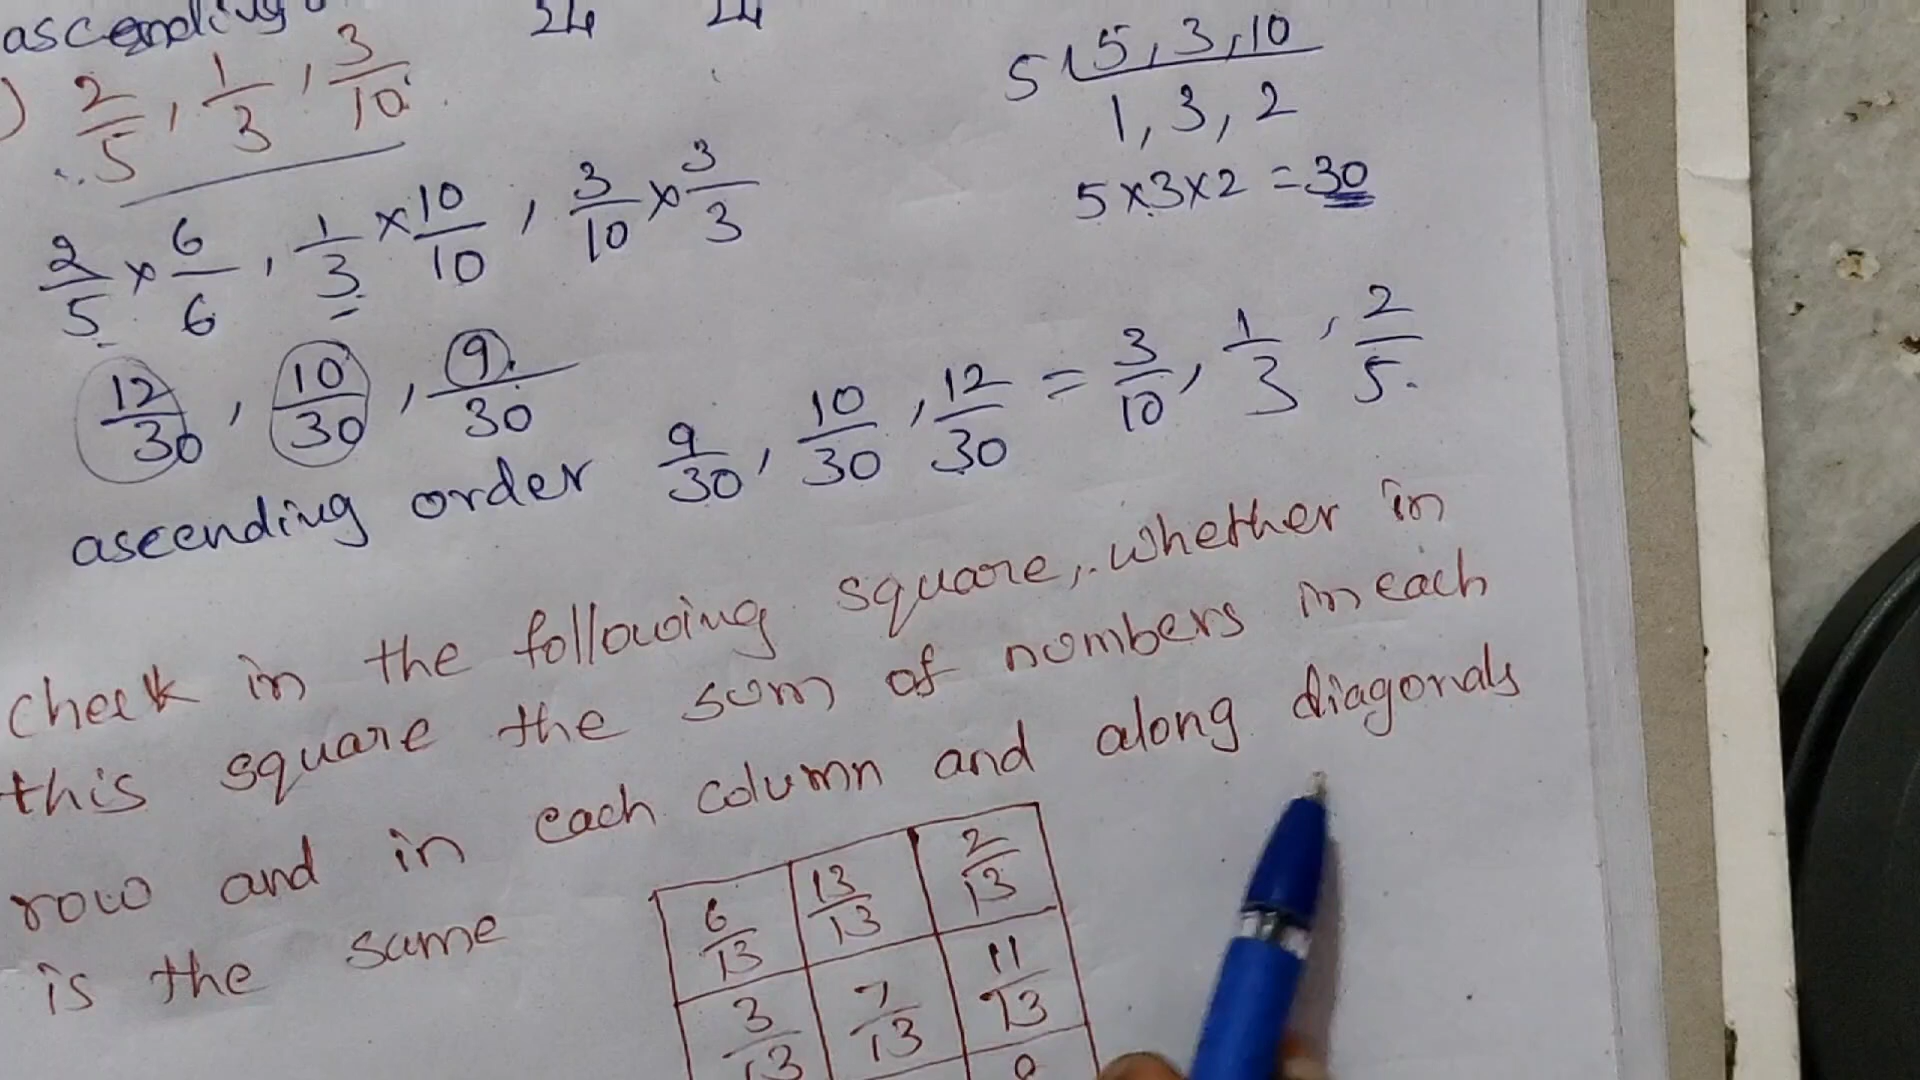 ascending 24 24
) 2/5, 1/3, 3/10
5 | 5, 3, 10
1, 3, 2
5×3×2 = 30
2/5 × 6/6, 1/3 × 10/10, 3/10 × 3/3
12/30, 10/30, 9/30
ascending order 9/30, 10/30, 12/30 = 3/10, 1/3, 2/5.
check in the following square, whether in
this square the sum of numbers in each
row and in each column and along diagonals
is the same
6/13 13/13 2/13
3/13 7/13 11/13